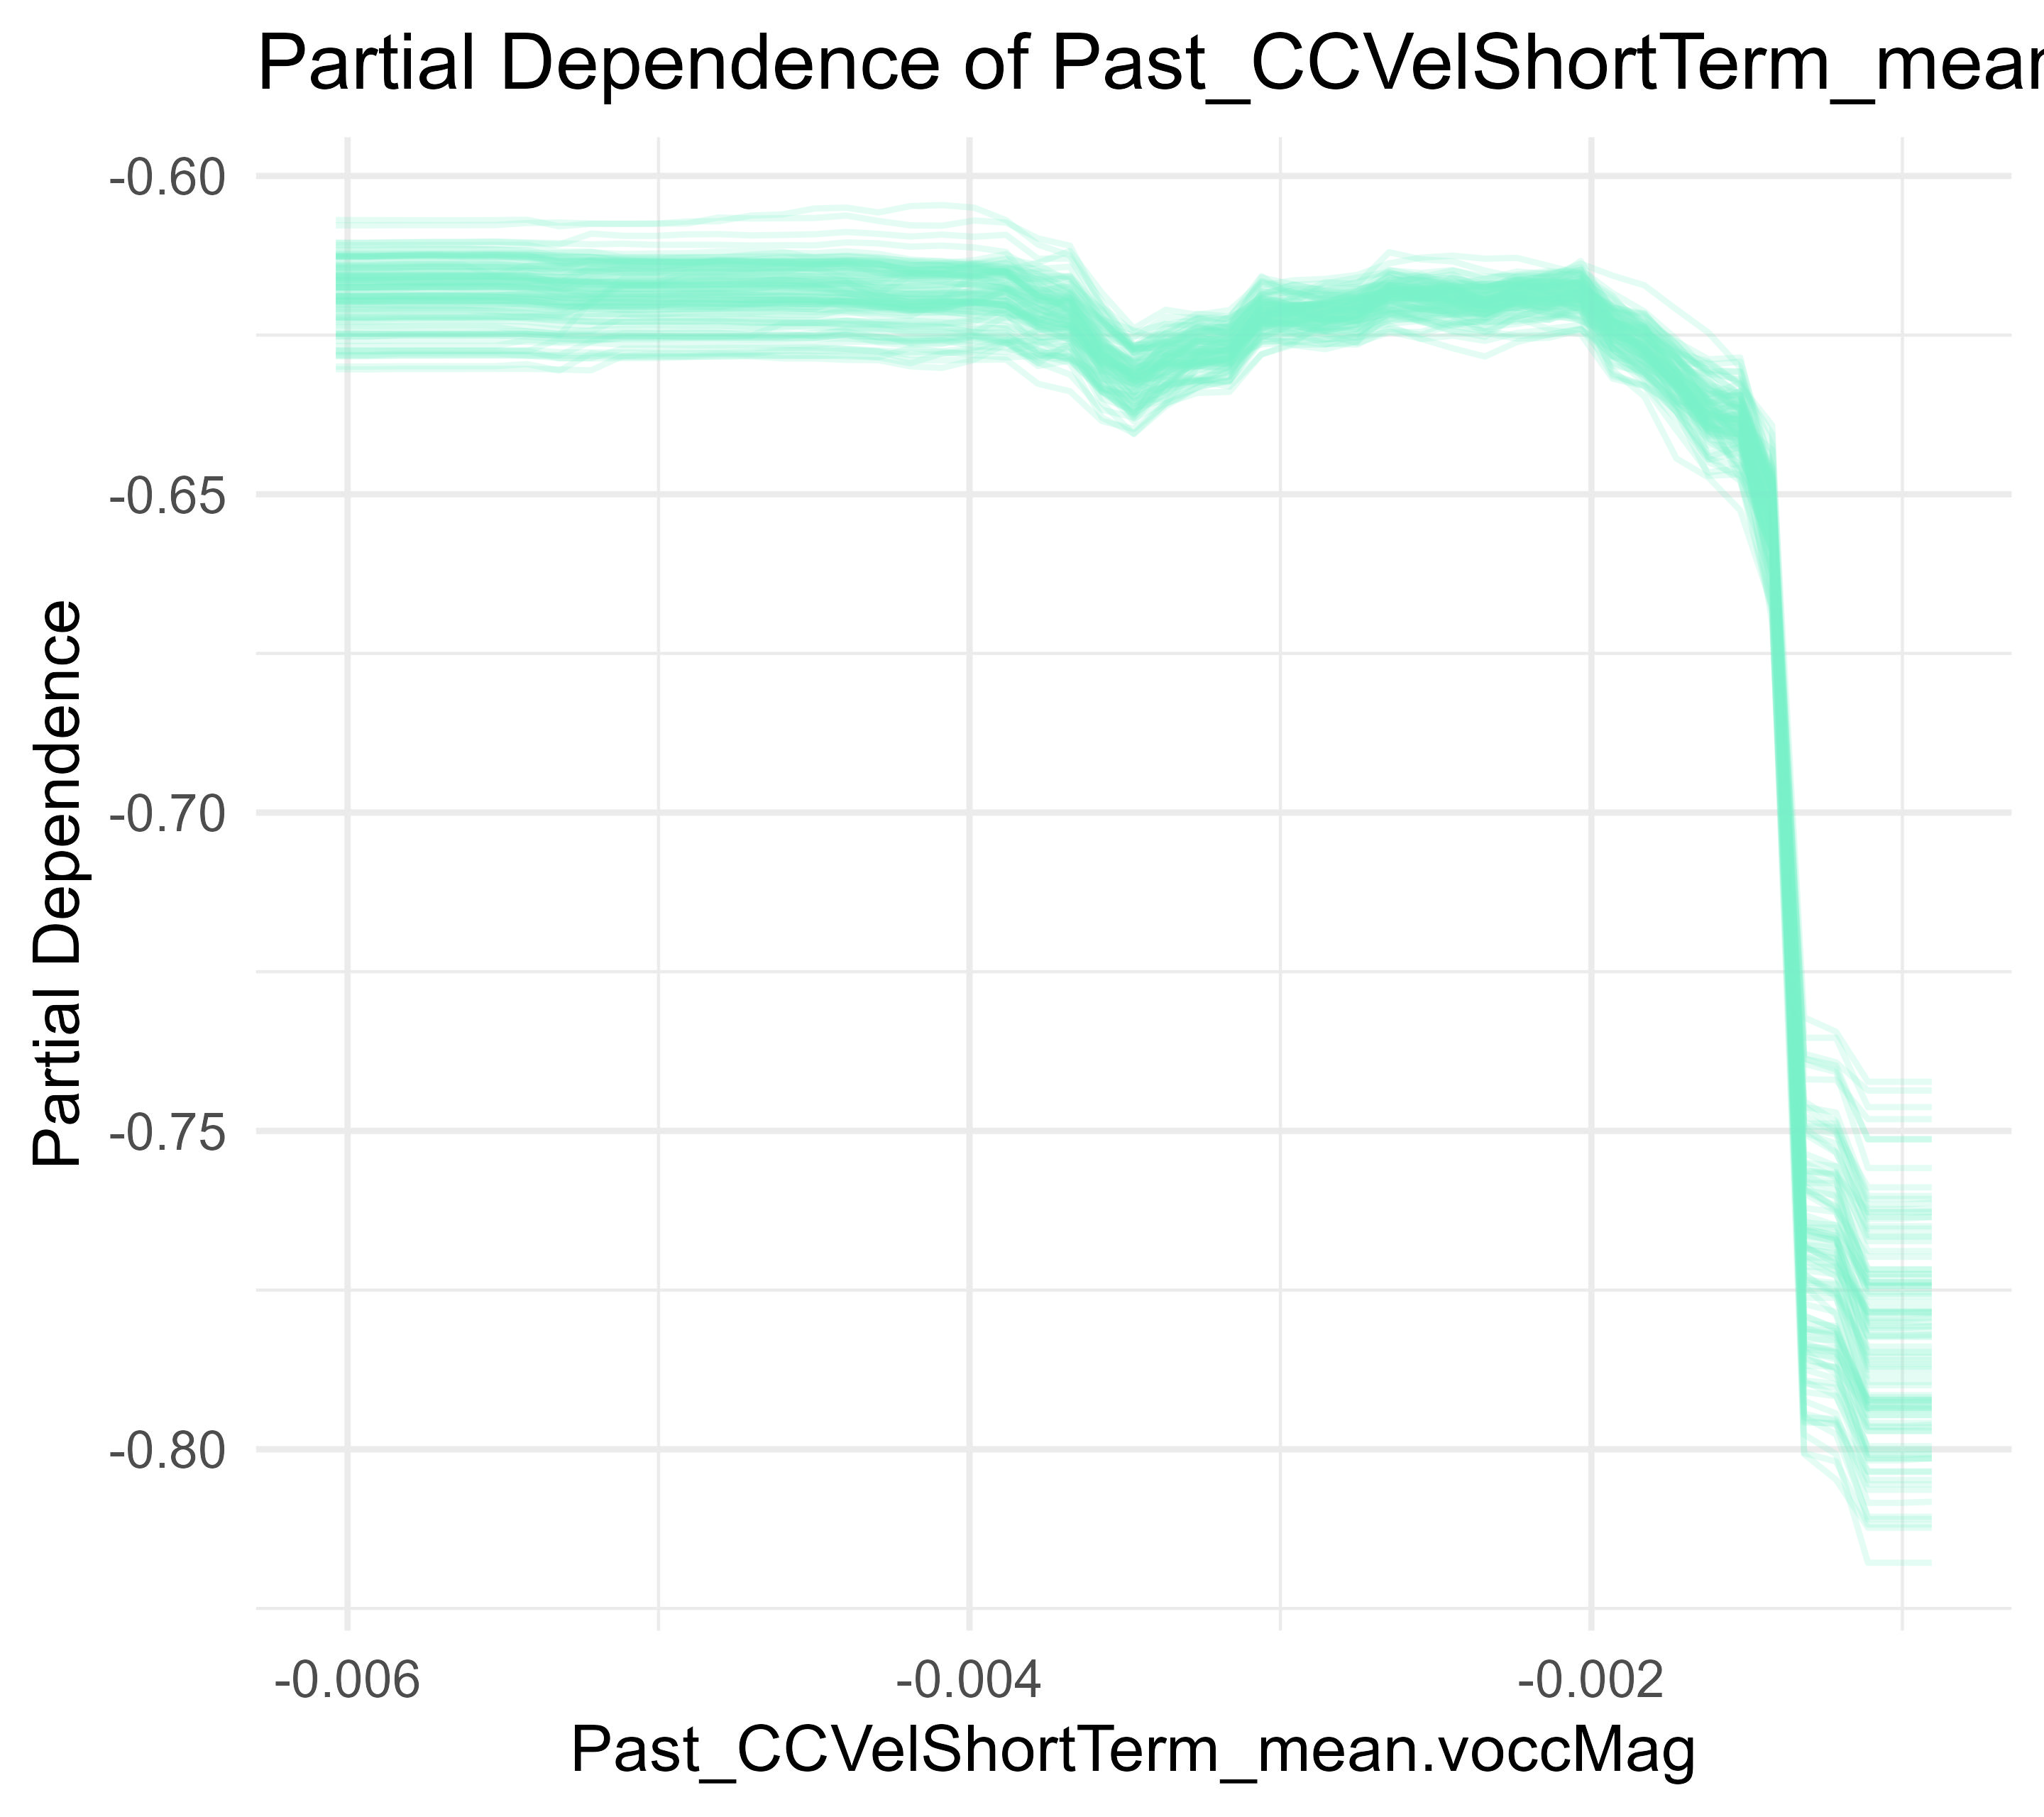 Partial Dependence of Past_CCVelShortTerm_mean
-0.60
-0.65
-0.70
-0.75
-0.80
Partial Dependence
-0.006
-0.004
-0.002
Past_CCVelShortTerm_mean.voccMag